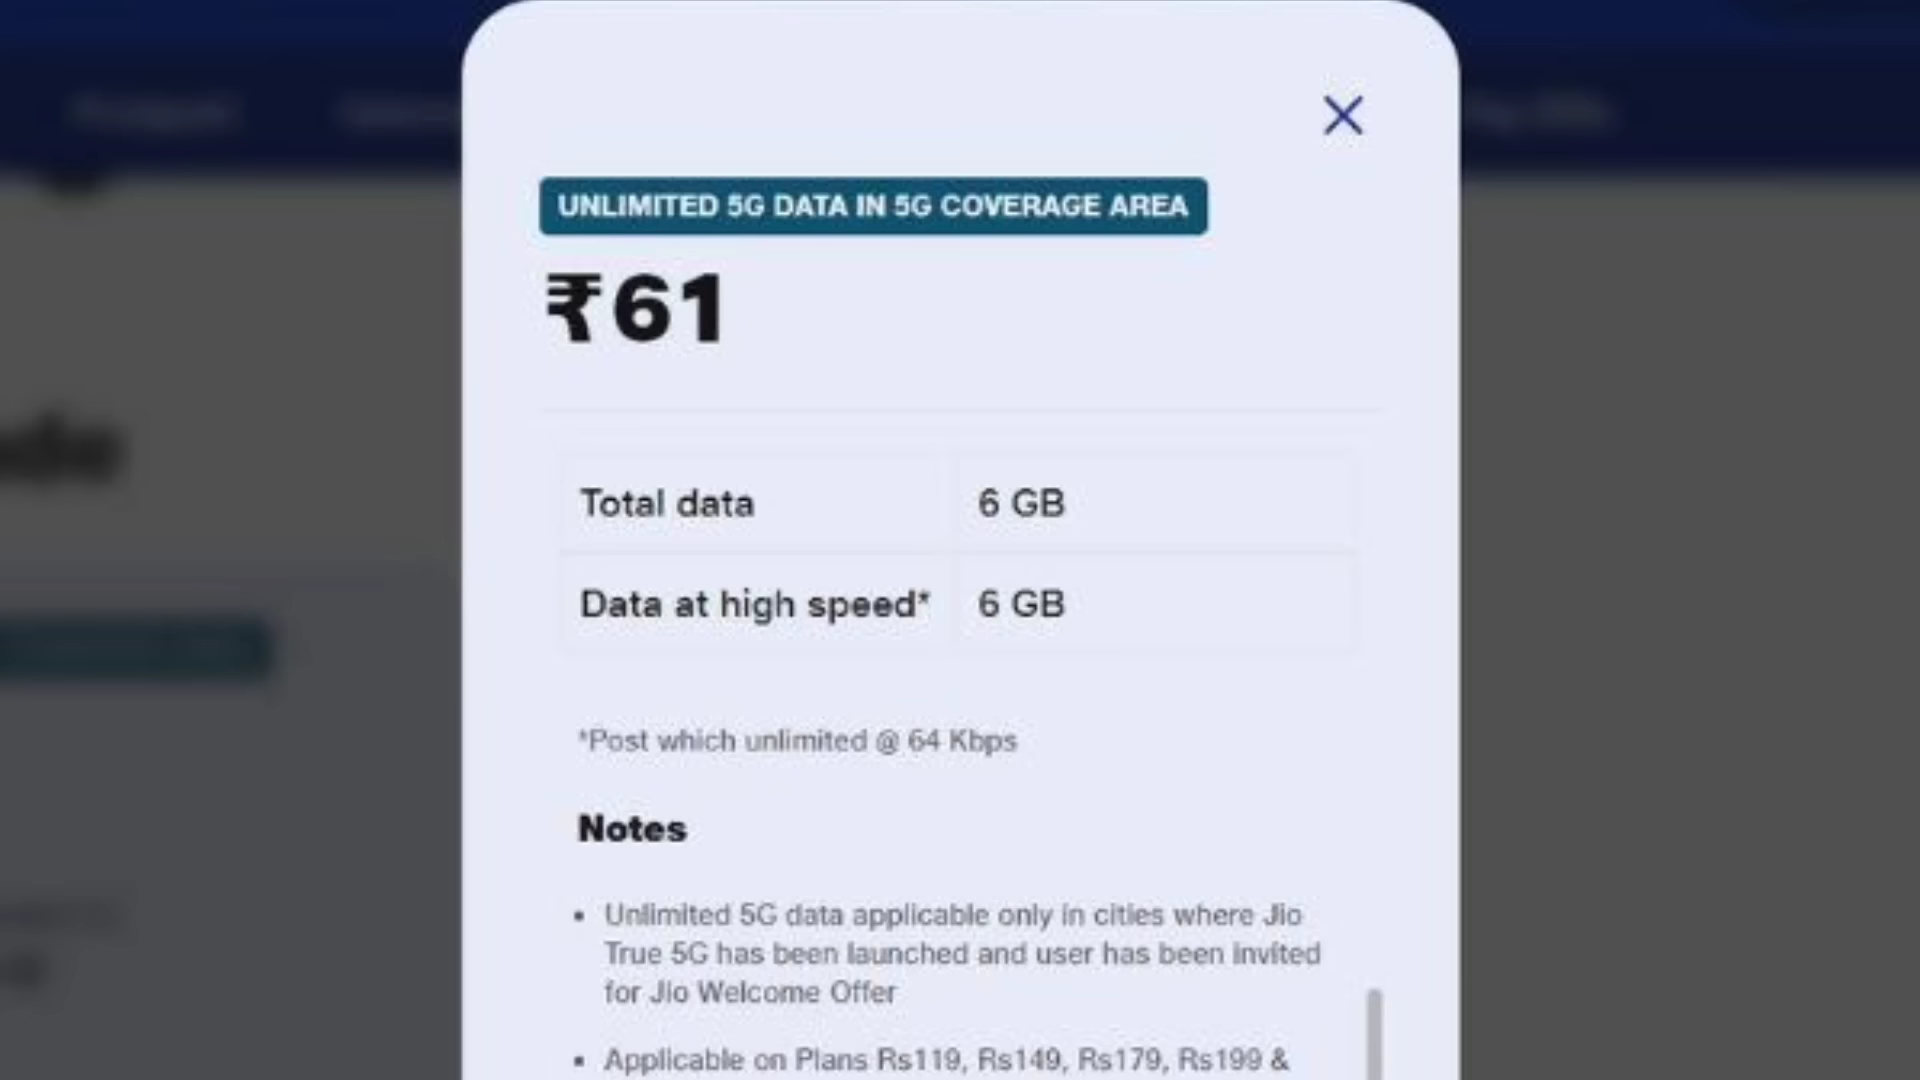 UNLIMITED 5G DATA IN 5G COVERAGE AREA
₹61
Total data 6 GB
Data at high speed* 6 GB
*Post which unlimited @ 64 Kbps
Notes
• Unlimited 5G data applicable only in cities where Jio
True 5G has been launched and user has been invited
for Jio Welcome Offer
• Applicable on Plans Rs119, Rs149, Rs179, Rs199 &